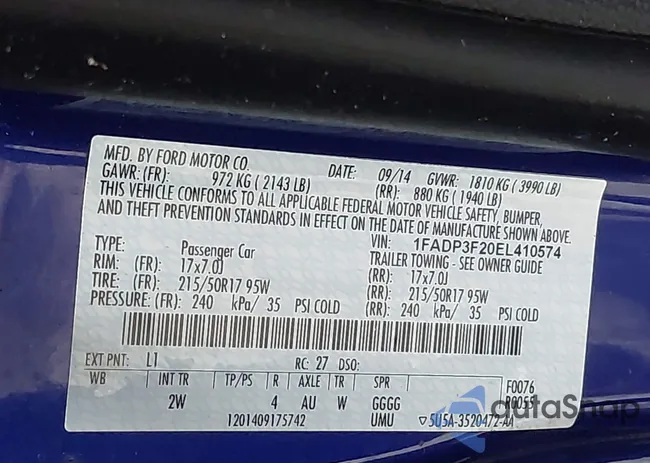 MFD. BY FORD MOTOR CO. DATE: 09/14 GVWR: 1810 KG ( 3990 LB)
GAWR: (FR): 972 KG ( 2143 LB) (RR): 880 KG ( 1940 LB)
THIS VEHICLE CONFORMS TO ALL APPLICABLE FEDERAL MOTOR VEHICLE SAFETY, BUMPER,
AND THEFT PREVENTION STANDARDS IN EFFECT ON THE DATE OF MANUFACTURE SHOWN ABOVE.
VIN: 1FADP3F20EL410574
TYPE: Passenger Car TRAILER TOWING - SEE OWNER GUIDE
RIM: (FR): 17x7.0J (RR): 17x7.0J
TIRE: (FR): 215/50R17 95W (RR): 215/50R17 95W
PRESSURE: (FR): 240 kPa/ 35 PSI COLD (RR): 240 kPa/ 35 PSI COLD
EXT PNT: L1 RC: 27 DSO: F0076
WB INT TR TP/PS R AXLE TR SPR R0055
2W 4 AU W GGGG
1201409175742 UMU ▽5U5A-3520472-AA
autoSnap